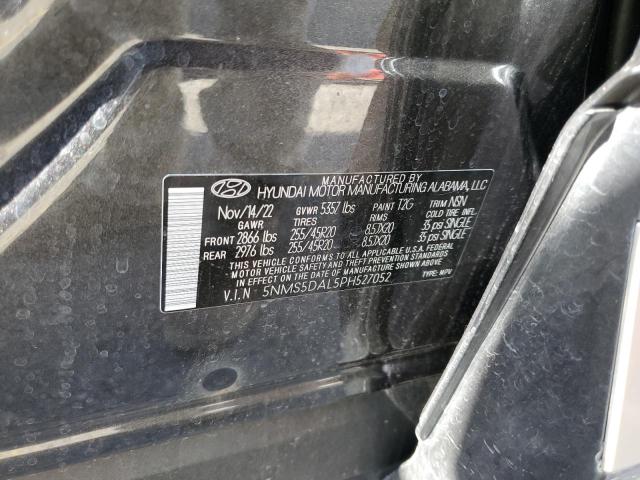 MANUFACTURED BY
HYUNDAI MOTOR MANUFACTURING ALABAMA, LLC
Nov/14/22 GVWR 5357 lbs PAINT T2G TRIM NSN
GAWR TIRES RIMS COLD TIRE INFL.
FRONT 2866 lbs 255/45R20 8.5JX20 35 psi SINGLE
REAR 2976 lbs 255/45R20 8.5JX20 35 psi SINGLE
THIS VEHICLE CONFORMS TO ALL APPLICABLE U.S.A. FEDERAL
MOTOR VEHICLE SAFETY, BUMPER, AND THEFT PREVENTION STANDARDS
IN EFFECT ON THE DATE OF MANUFACTURE SHOWN ABOVE.
V.I.N 5NMS5DAL5PH527052 TYPE: MPV